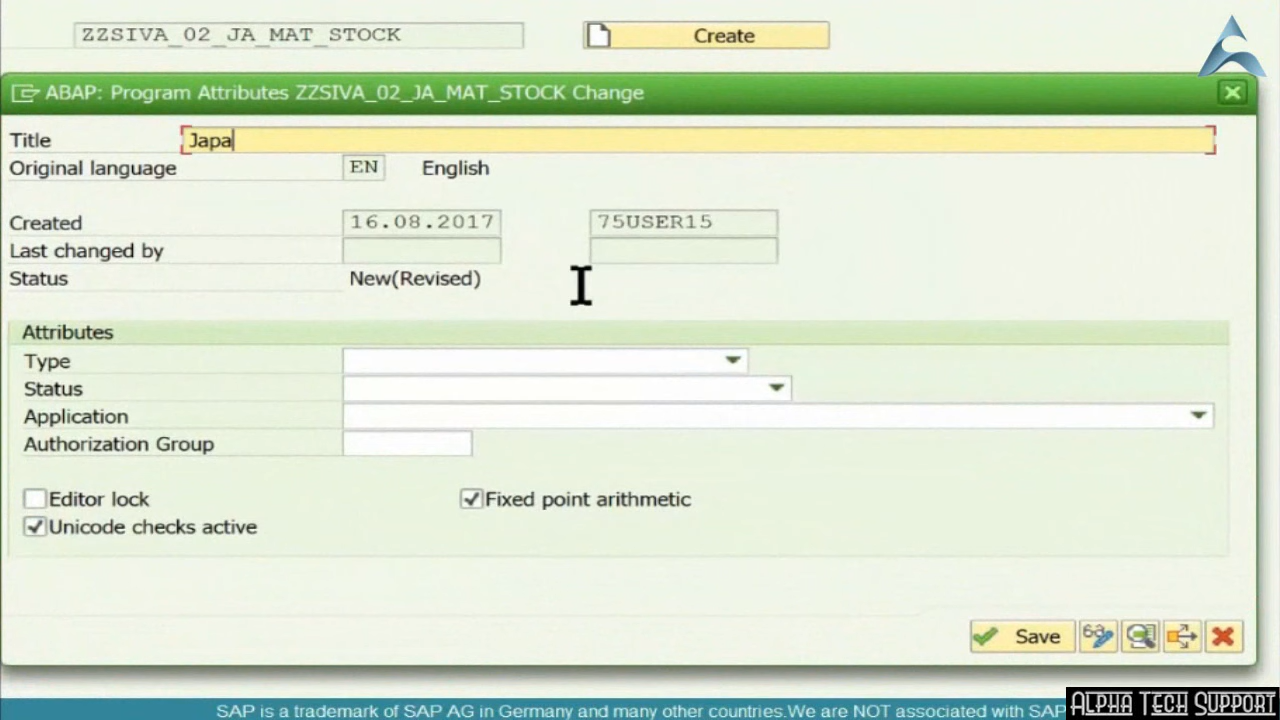 ZZSIVA_02_JA_MAT_STOCK Create
ABAP: Program Attributes ZZSIVA_02_JA_MAT_STOCK Change
Title Japa
Original language EN English
Created 16.08.2017 75USER15
Last changed by
Status New(Revised)
Attributes
Type
Status
Application
Authorization Group
Editor lock Fixed point arithmetic
Unicode checks active
Save
SAP is a trademark of SAP AG in Germany and many other countries.We are NOT associated with SAP
ALPHA TECH SUPPORT